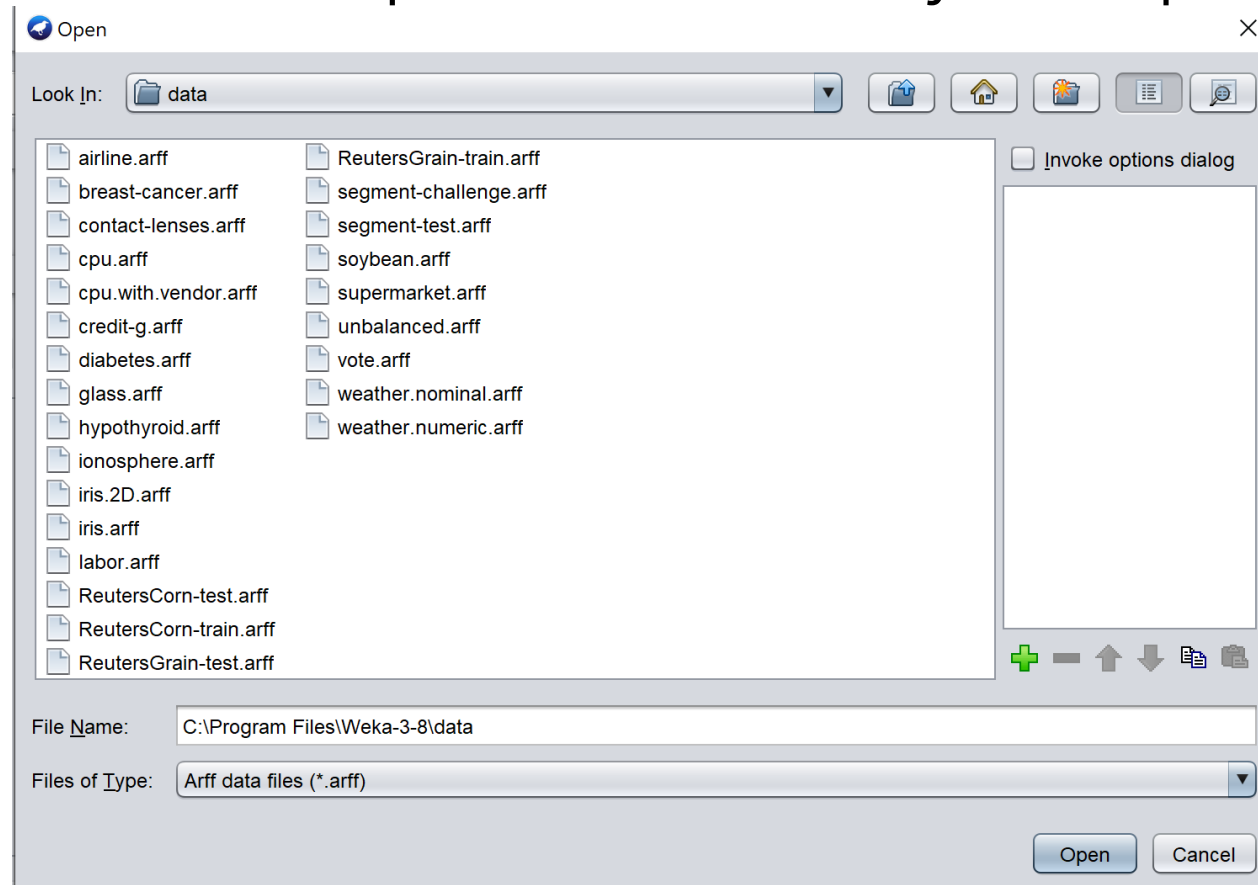 Open
Look In: data
airline.arff
breast-cancer.arff
contact-lenses.arff
cpu.arff
cpu.with.vendor.arff
credit-g.arff
diabetes.arff
glass.arff
hypothyroid.arff
ionosphere.arff
iris.2D.arff
iris.arff
labor.arff
ReutersCorn-test.arff
ReutersCorn-train.arff
ReutersGrain-test.arff
ReutersGrain-train.arff
segment-challenge.arff
segment-test.arff
soybean.arff
supermarket.arff
unbalanced.arff
vote.arff
weather.nominal.arff
weather.numeric.arff
Invoke options dialog
File Name: C:\Program Files\Weka-3-8\data
Files of Type: Arff data files (*.arff)
Open Cancel